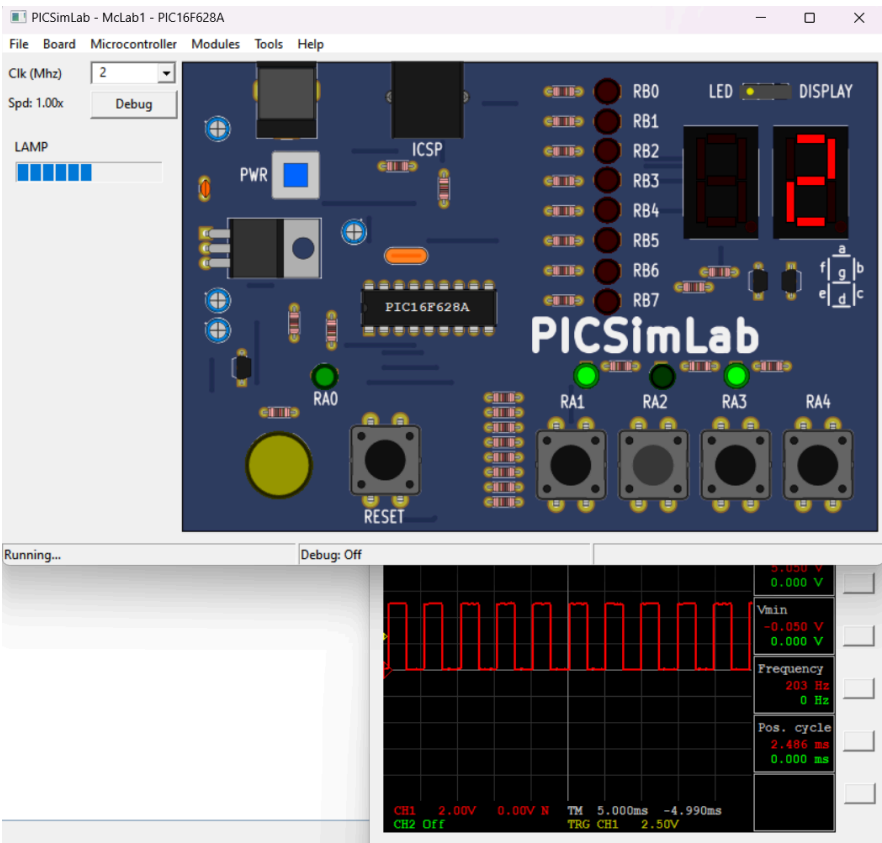 PICSimLab - McLab1 - PIC16F628A
File Board Microcontroller Modules Tools Help
Clk (Mhz) 2
Spd: 1.00x Debug
LAMP
PWR
ICSP
RB0
RB1
RB2
RB3
RB4
RB5
RB6
RB7
LED DISPLAY
2
a
f g b
e d c
PIC16F628A
PICSimLab
RA0
RA1 RA2 RA3 RA4
RESET
Running... Debug: Off
5.050 V
0.000 V
Vmin
-0.050 V
0.000 V
Frequency
203 Hz
0 Hz
Pos. cycle
2.486 ms
0.000 ms
CH1 2.00V 0.00V N TM 5.000ms -4.990ms
CH2 Off TRG CH1 2.50V